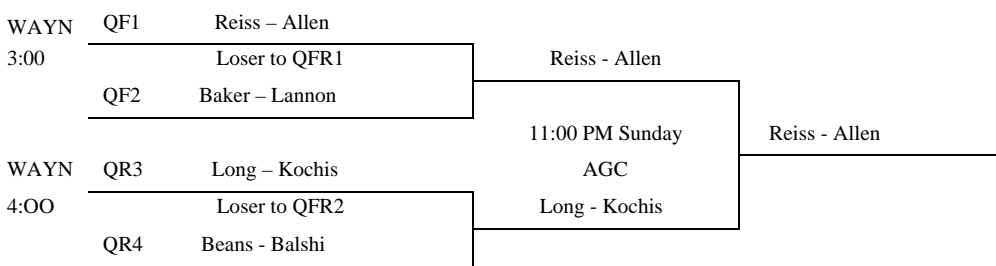 WAYN QF1 Reiss – Allen
3:00 Loser to QFR1 Reiss - Allen
QF2 Baker – Lannon
11:00 PM Sunday Reiss - Allen
WAYN QR3 Long – Kochis AGC
4:OO Loser to QFR2 Long - Kochis
QR4 Beans - Balshi